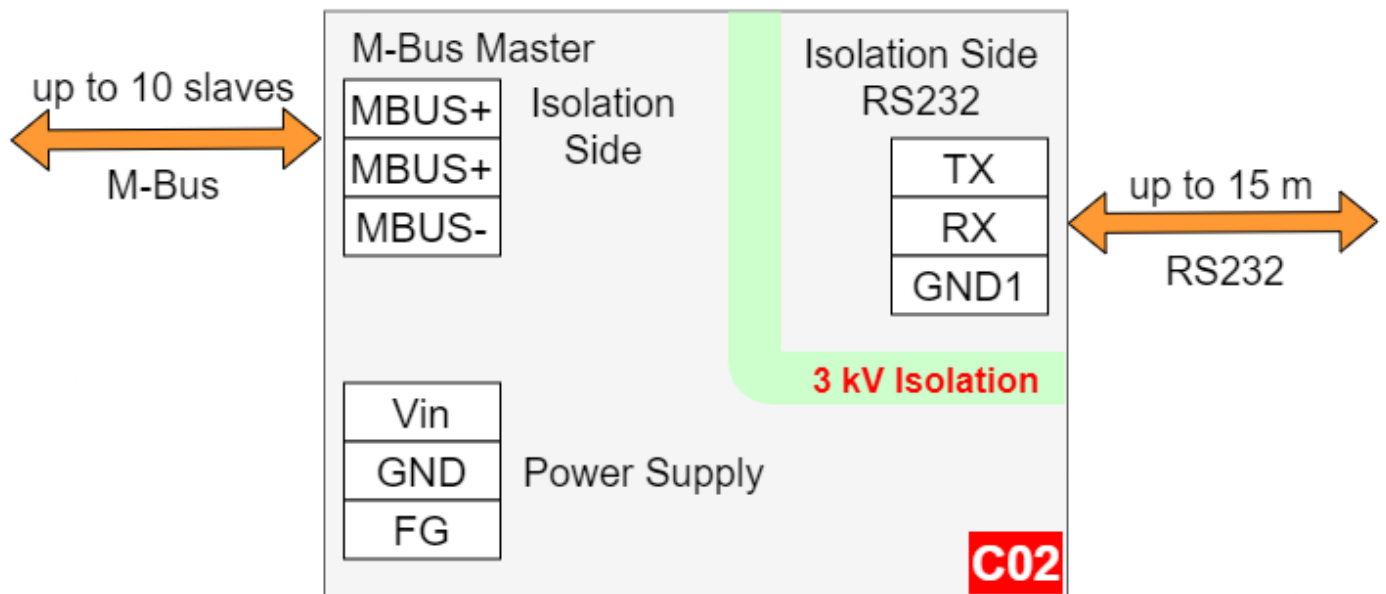 up to 10 slaves
M-Bus
M-Bus Master
MBUS+
MBUS+
MBUS-
Isolation
Side
Isolation Side
RS232
TX
RX
GND1
up to 15 m
RS232
3 kV Isolation
Vin
GND
FG
Power Supply
C02